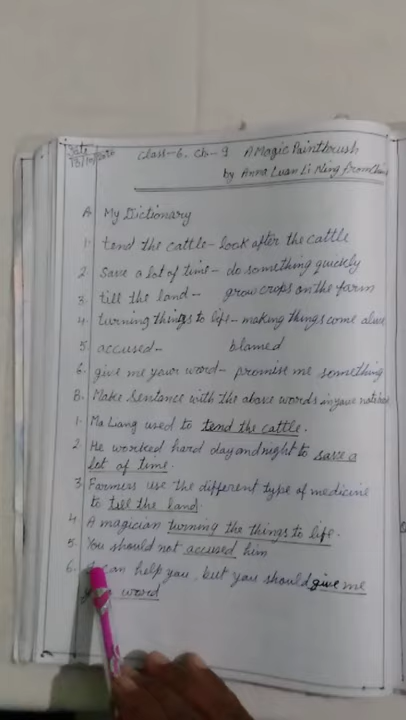 Date
Class-6, Ch-9 A Magic Paintbrush
by Anna Luan Li Ning from China
A. My Dictionary
1. tend the cattle - look after the cattle
2. Save a lot of time - do something quickly
3. till the land - grow crops on the farm
4. turning things to life - making things come alive
5. accused - blamed
6. give me your word - promise me something
B. Make Sentence with the above words in your notebook
1. Ma Liang used to tend the cattle.
2. He worked hard day and night to save a
lot of time.
3. Farmers use the different type of medicine
to till the land.
4. A magician turning the things to life.
5. You should not accused him
6. can help you, but you should give me
word